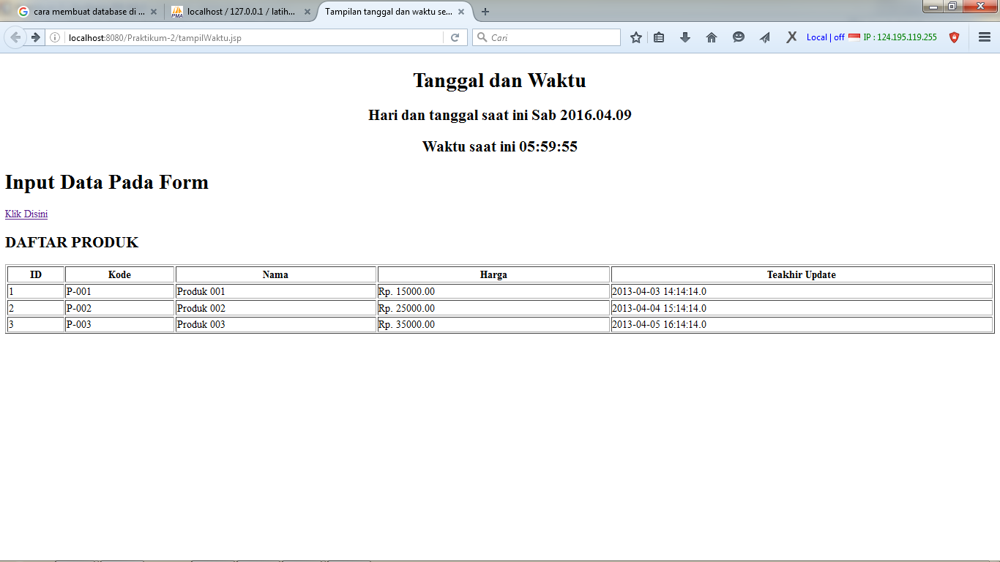 cara membuat database di ...
localhost / 127.0.0.1 / latih...
Tampilan tanggal dan waktu se...
localhost:8080/Praktikum-2/tampilWaktu.jsp
Cari
Local | off
IP : 124.195.119.255
Tanggal dan Waktu
Hari dan tanggal saat ini Sab 2016.04.09
Waktu saat ini 05:59:55
Input Data Pada Form
Klik Disini
DAFTAR PRODUK
ID Kode Nama Harga Teakhir Update
1 P-001 Produk 001 Rp. 15000.00 2013-04-03 14:14:14.0
2 P-002 Produk 002 Rp. 25000.00 2013-04-04 15:14:14.0
3 P-003 Produk 003 Rp. 35000.00 2013-04-05 16:14:14.0